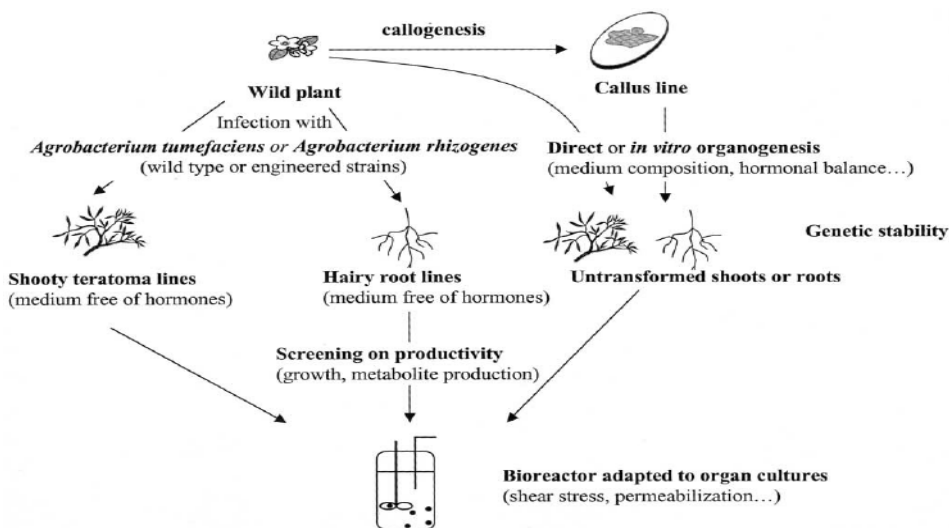 callogenesis
Wild plant
Callus line
Infection with
Agrobacterium tumefaciens or Agrobacterium rhizogenes
(wild type or engineered strains)
Direct or in vitro organogenesis
(medium composition, hormonal balance…)
Genetic stability
Shooty teratoma lines
(medium free of hormones)
Hairy root lines
(medium free of hormones)
Untransformed shoots or roots
Screening on productivity
(growth, metabolite production)
Bioreactor adapted to organ cultures
(shear stress, permeabilization…)